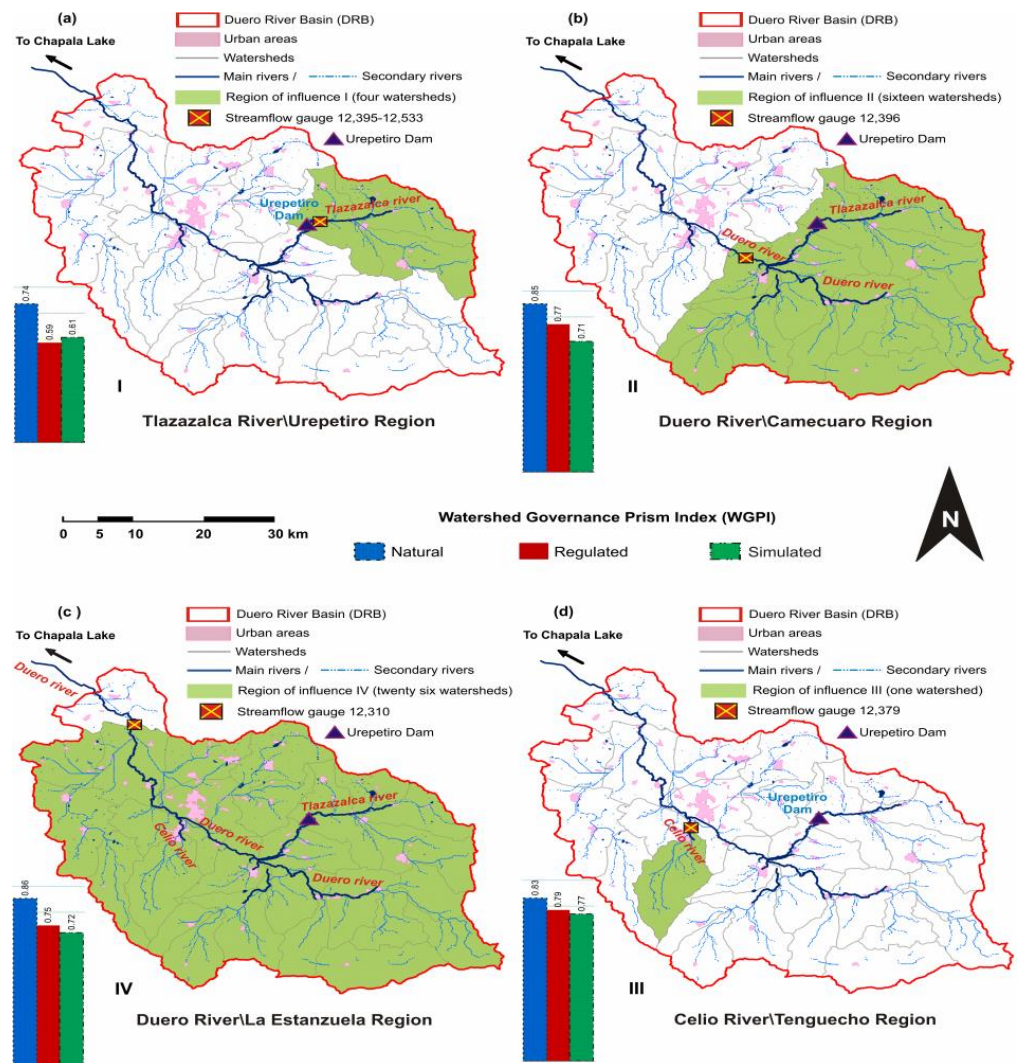 (a)
Duero River Basin (DRB)
To Chapala Lake
Urban areas
Watersheds
Main rivers / Secondary rivers
Region of influence I (four watersheds)
Streamflow gauge 12,395-12,533
Urepetiro Dam
Urepetiro
Dam
Tlazazalca river
0.74
0.59
0.61
I
Tlazazalca River\Urepetiro Region
(b)
Duero River Basin (DRB)
To Chapala Lake
Urban areas
Watersheds
Main rivers / Secondary rivers
Region of influence II (sixteen watersheds)
Streamflow gauge 12,396
Urepetiro Dam
Tlazazalca river
Duero river
Duero river
0.85
0.77
0.71
II
Duero River\Camecuaro Region
0 5 10 20 30 km
Watershed Governance Prism Index (WGPI)
Natural Regulated Simulated
N
(c )
Duero River Basin (DRB)
To Chapala Lake
Urban areas
Watersheds
Main rivers / Secondary rivers
Duero river
Region of influence IV (twenty six watersheds)
Streamflow gauge 12,310
Urepetiro Dam
Tlazazalca river
Celio river
Duero river
Duero river
0.86
0.75
0.72
IV
Duero River\La Estanzuela Region
(d)
Duero River Basin (DRB)
To Chapala Lake
Urban areas
Watersheds
Main rivers / Secondary rivers
Region of influence III (one watershed)
Streamflow gauge 12,379
Urepetiro Dam
Urepetiro
Dam
Celio river
0.83
0.79
0.77
III
Celio River\Tenguecho Region